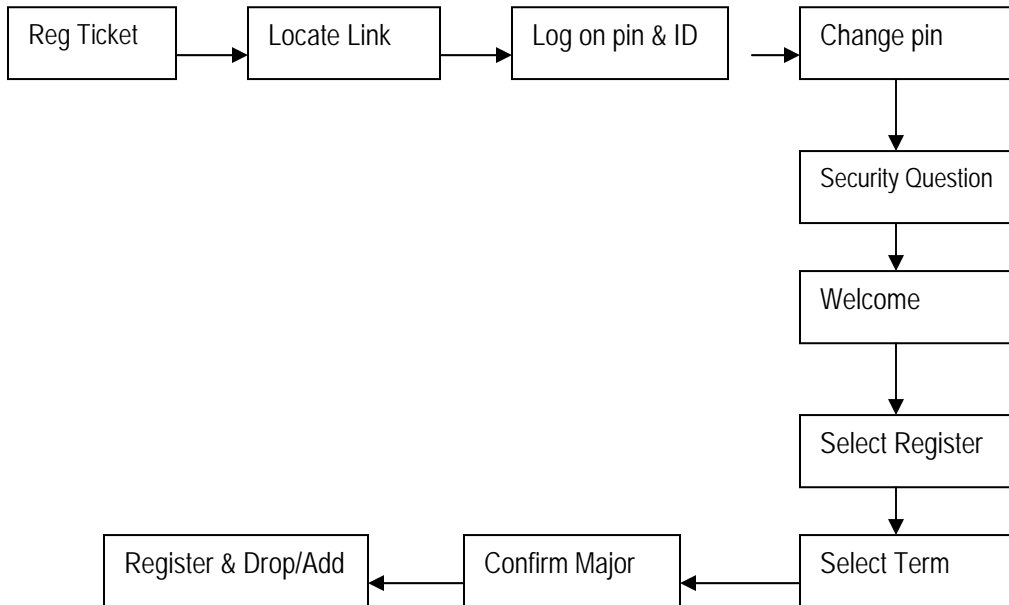 Reg Ticket
Locate Link
Log on pin & ID
Change pin
Security Question
Welcome
Select Register
Select Term
Confirm Major
Register & Drop/Add